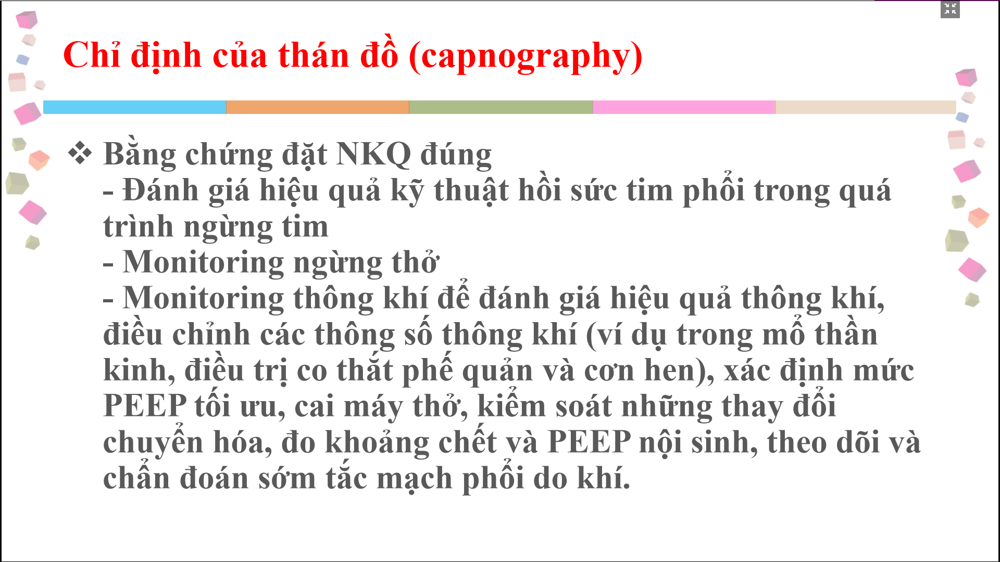 Chỉ định của thán đồ (capnography)
❖ Bằng chứng đặt NKQ đúng
- Đánh giá hiệu quả kỹ thuật hồi sức tim phổi trong quá
trình ngừng tim
- Monitoring ngừng thở
- Monitoring thông khí để đánh giá hiệu quả thông khí,
điều chỉnh các thông số thông khí (ví dụ trong mổ thần
kinh, điều trị co thắt phế quản và cơn hen), xác định mức
PEEP tối ưu, cai máy thở, kiểm soát những thay đổi
chuyển hóa, đo khoảng chết và PEEP nội sinh, theo dõi và
chẩn đoán sớm tắc mạch phổi do khí.